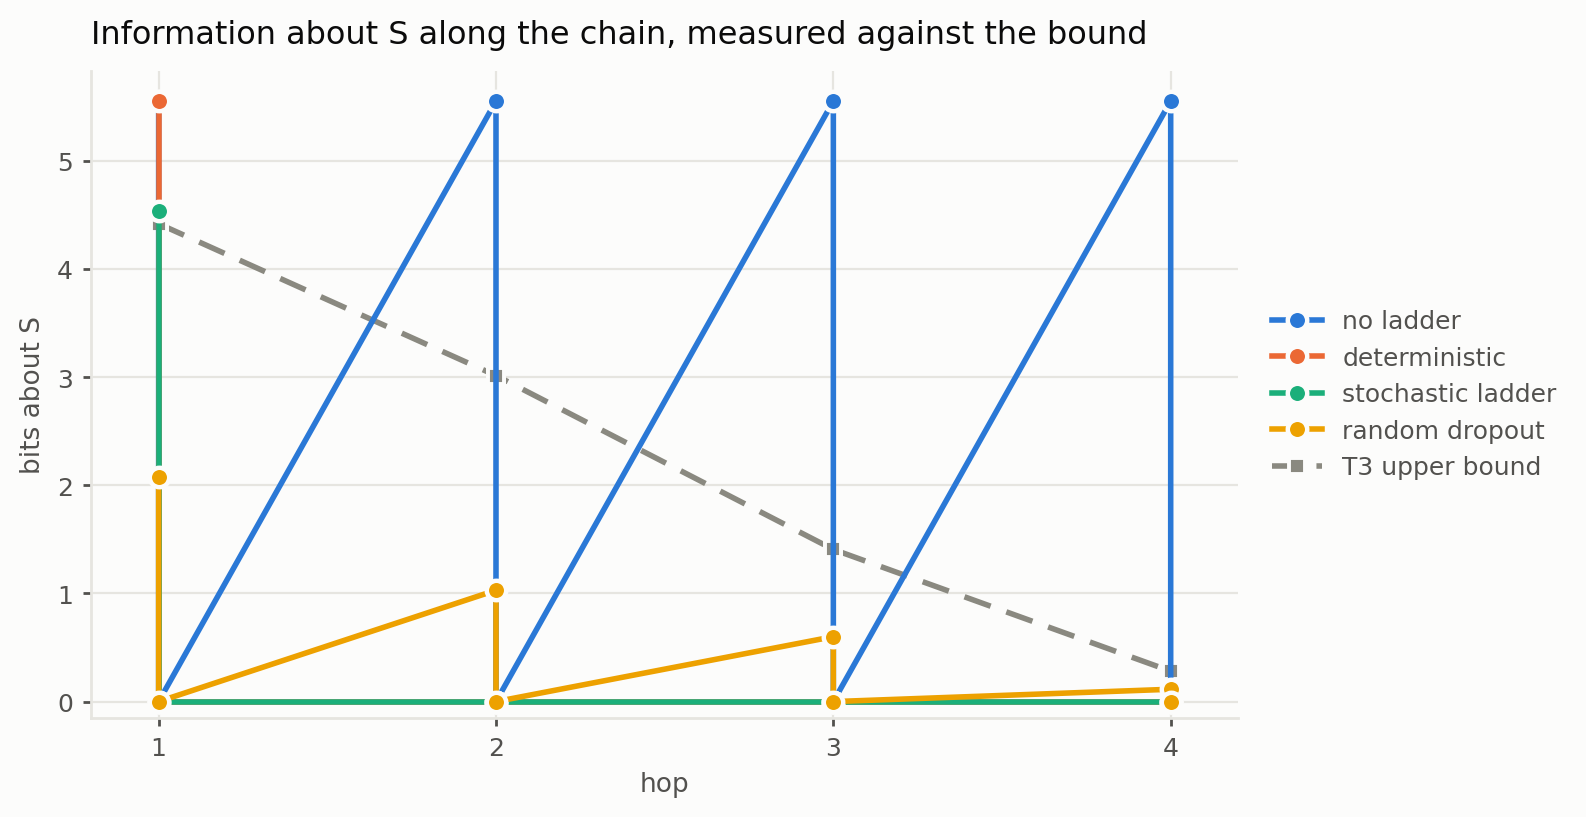 Information about S along the chain, measured against the bound
bits about S
5
4
3
2
1
0
1
2
3
4
hop
no ladder
deterministic
stochastic ladder
random dropout
T3 upper bound